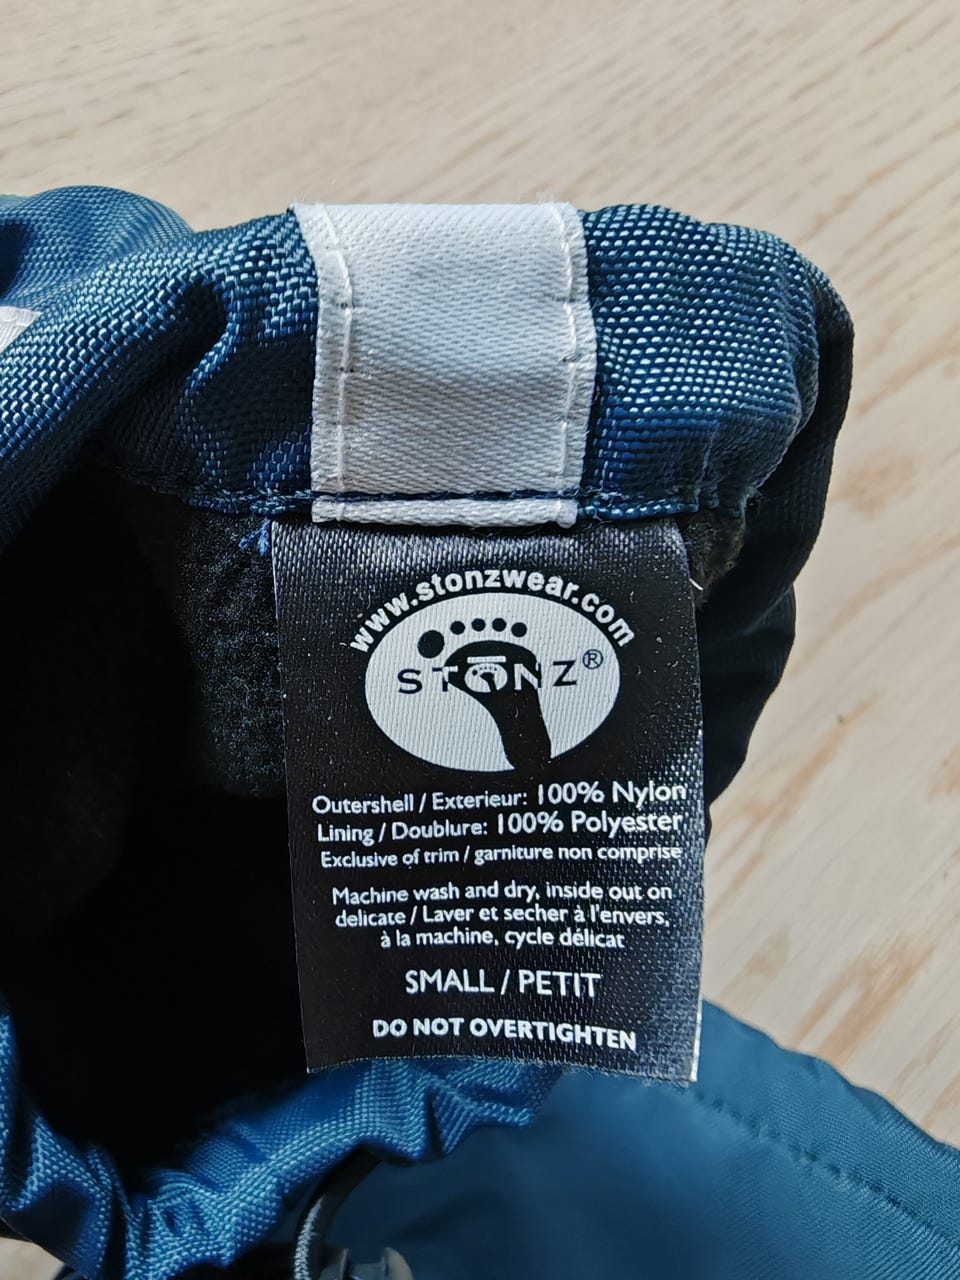 www.stonzwear.com
STONZ®
Outershell / Exterieur: 100% Nylon
Lining / Doublure: 100% Polyester
Exclusive of trim / garniture non comprise
Machine wash and dry, inside out on
delicate / Laver et secher à l'envers,
à la machine, cycle délicat
SMALL / PETIT
DO NOT OVERTIGHTEN